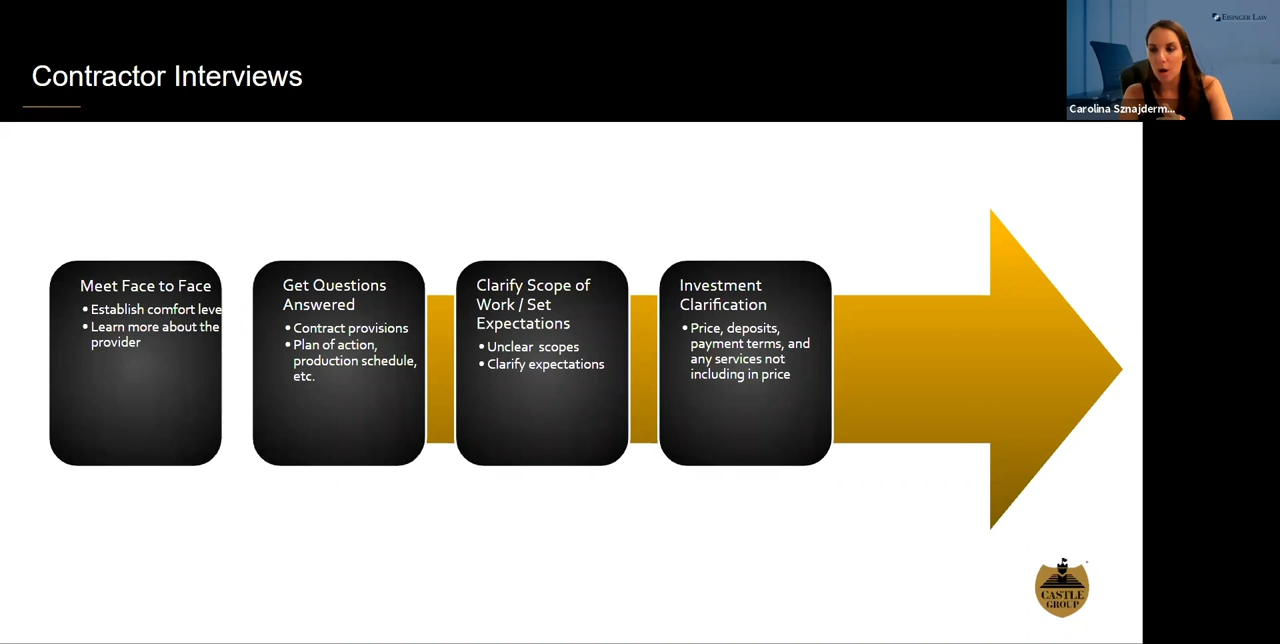 Contractor Interviews
EISINGER LAW
Carolina Sznajderm...
Meet Face to Face
• Establish comfort leve
• Learn more about the
provider
Get Questions
Answered
• Contract provisions
• Plan of action,
production schedule,
etc.
Clarify Scope of
Work / Set
Expectations
• Unclear scopes
• Clarify expectations
Investment
Clarification
• Price, deposits,
payment terms, and
any services not
including in price
CASTLE
GROUP